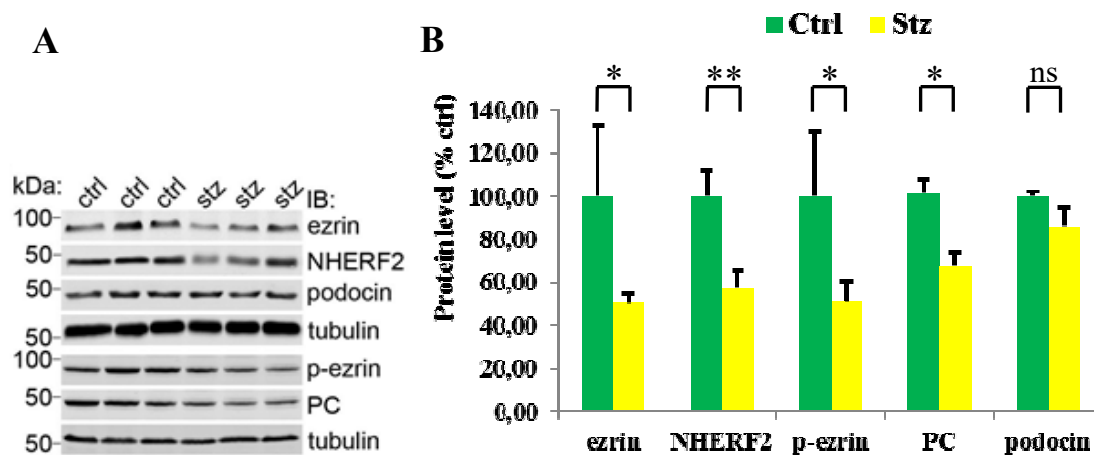 A
kDa: ctrl ctrl ctrl stz stz stz IB:
100 ezrin
50 NHERF2
50 podocin
50 tubulin
100 p-ezrin
50 PC
50 tubulin
B
Ctrl Stz
* ** * * ns
Protein level (% ctrl)
140,00
120,00
100,00
80,00
60,00
40,00
20,00
0,00
ezrin NHERF2 p-ezrin PC podocin